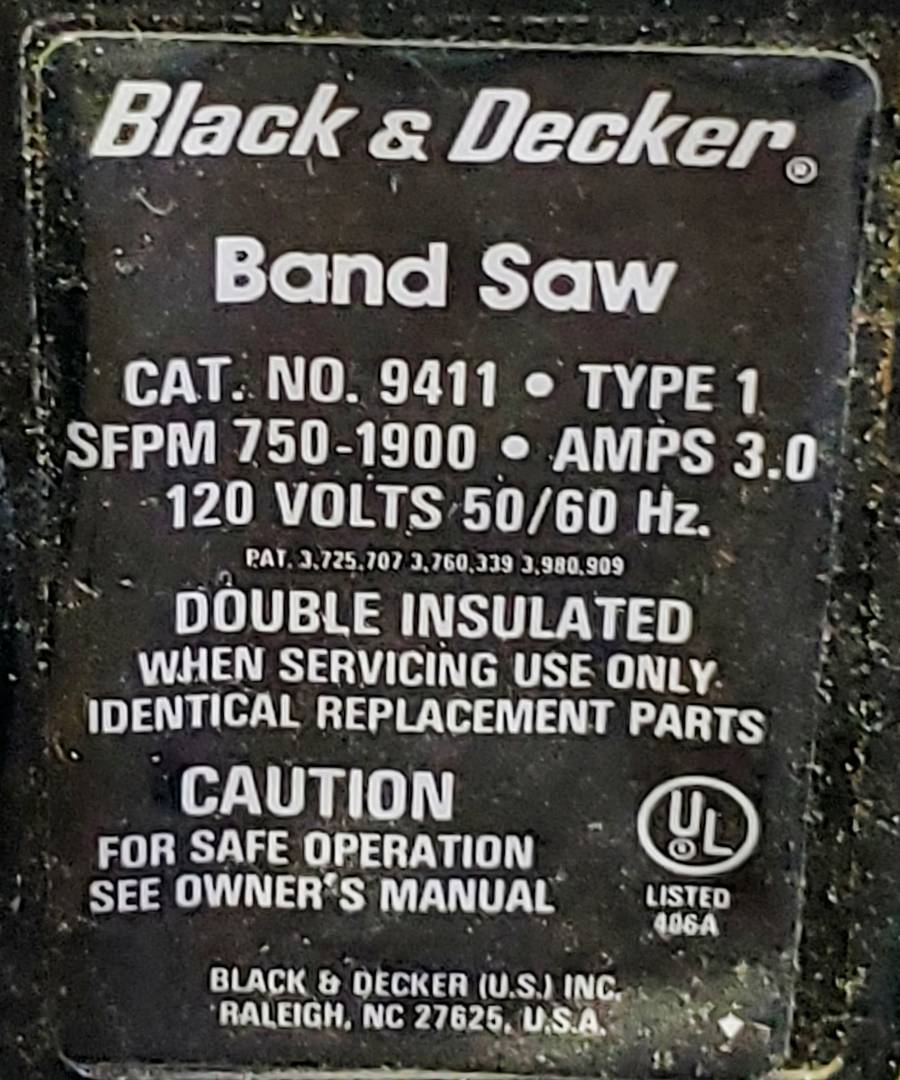 Black & Decker®
Band Saw
CAT. NO. 9411 • TYPE 1
SFPM 750-1900 • AMPS 3.0
120 VOLTS 50/60 Hz.
PAT. 3,725,707 3,760,339 3,980,909
DOUBLE INSULATED
WHEN SERVICING USE ONLY
IDENTICAL REPLACEMENT PARTS
CAUTION
FOR SAFE OPERATION
SEE OWNER'S MANUAL
UL®
LISTED
406A
BLACK & DECKER (U.S.) INC.
RALEIGH, NC 27625, U.S.A.